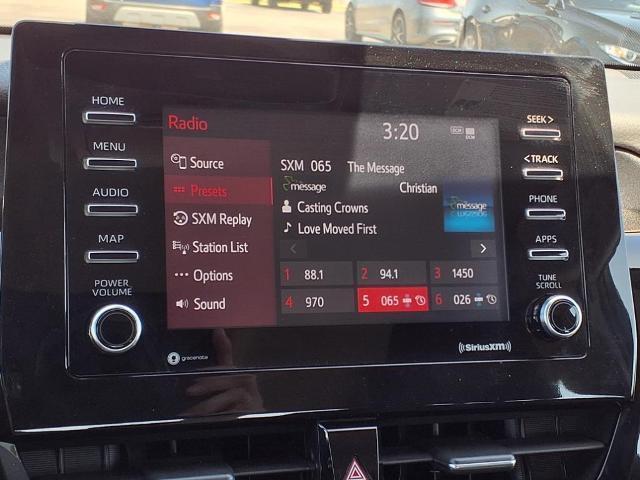 HOME
MENU
AUDIO
MAP
POWER
VOLUME
Radio
3:20
DCM
DCM
Source
Presets
SXM Replay
Station List
Options
Sound
SXM 065 The Message
message Christian
message
Casting Crowns
Love Moved First
< >
1 88.1 2 94.1 3 1450
4 970 5 065 6 026
SEEK >
< TRACK
PHONE
APPS
TUNE
SCROLL
gracenote
((SiriusXM))